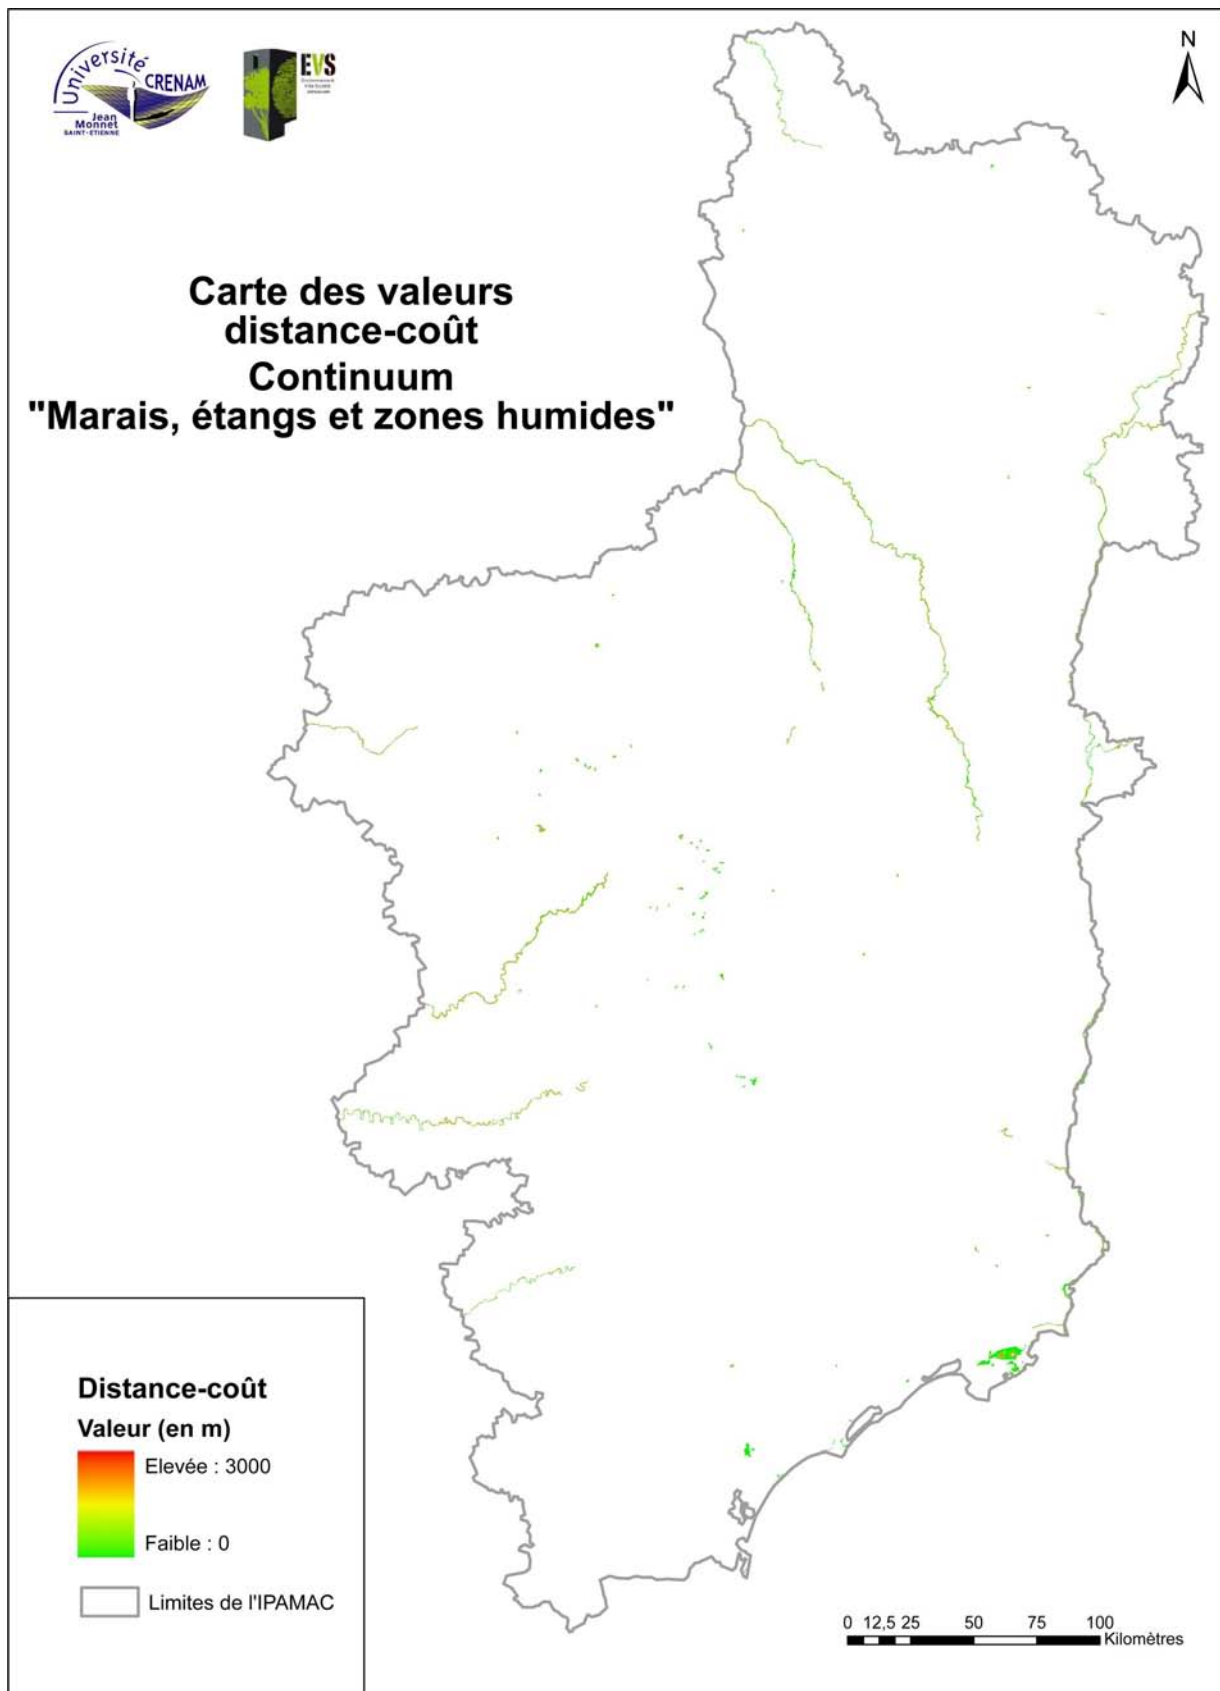 Université
CRENAM
Jean
Monnet
SAINT-ETIENNE
EVS
N
Carte des valeurs
distance-coût
Continuum
"Marais, étangs et zones humides"
Distance-coût
Valeur (en m)
Elevée : 3000
Faible : 0
Limites de l'IPAMAC
0 12,5 25 50 75 100
Kilomètres